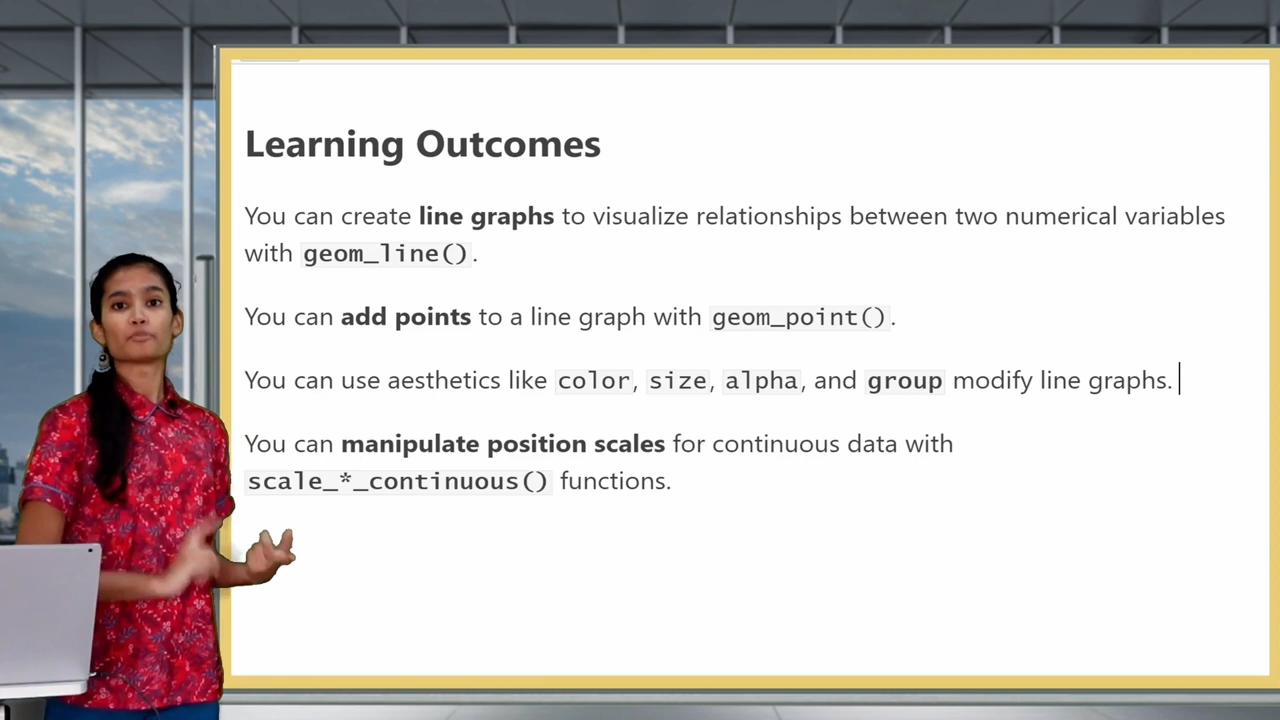 Learning Outcomes
You can create line graphs to visualize relationships between two numerical variables
with geom_line().
You can add points to a line graph with geom_point().
You can use aesthetics like color, size, alpha, and group modify line graphs.
You can manipulate position scales for continuous data with
scale_*_continuous() functions.